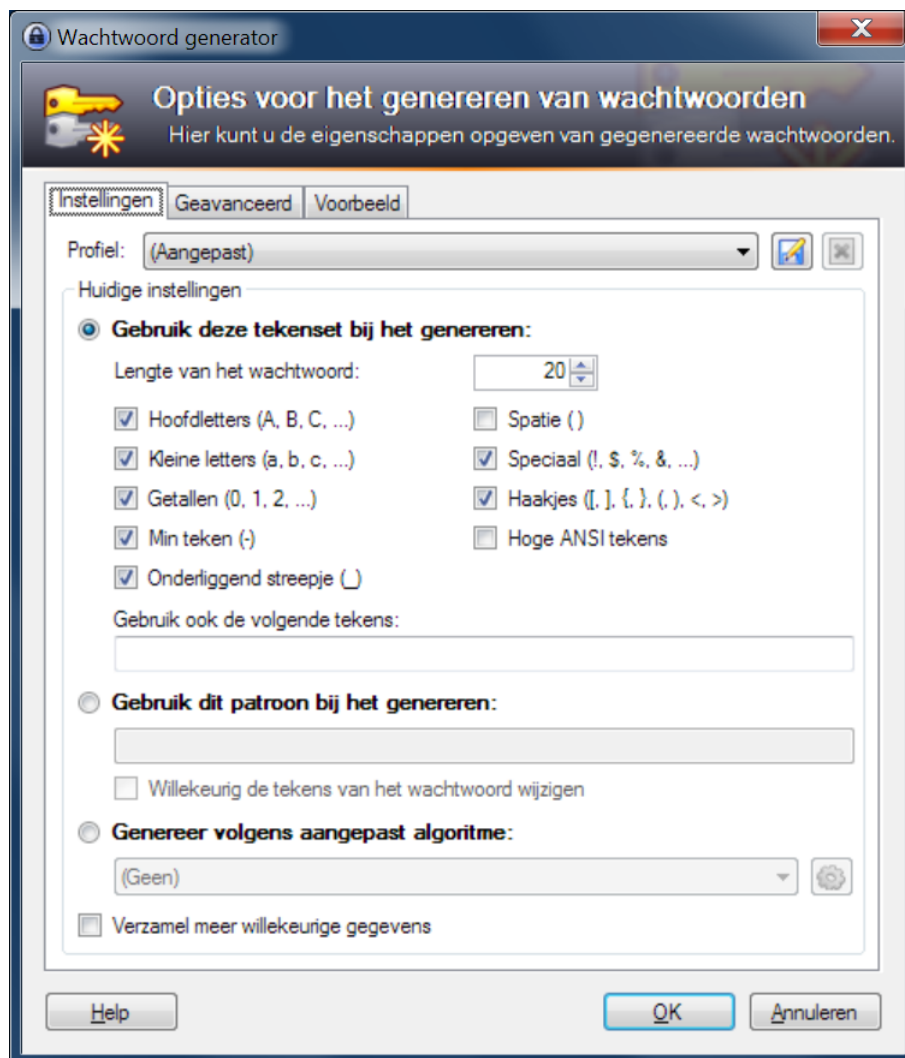 Wachtwoord generator
Opties voor het genereren van wachtwoorden
Hier kunt u de eigenschappen opgeven van gegenereerde wachtwoorden.
Instellingen Geavanceerd Voorbeeld
Profiel: (Aangepast)
Huidige instellingen
Gebruik deze tekenset bij het genereren:
Lengte van het wachtwoord: 20
Hoofdletters (A, B, C, ...) Spatie ( )
Kleine letters (a, b, c, ...) Speciaal (!, $, %, &, ...)
Getallen (0, 1, 2, ...) Haakjes ([, ], {, }, (, ), <, >)
Min teken (-) Hoge ANSI tekens
Onderliggend streepje (_)
Gebruik ook de volgende tekens:
Gebruik dit patroon bij het genereren:
Willekeurig de tekens van het wachtwoord wijzigen
Genereer volgens aangepast algoritme:
(Geen)
Verzamel meer willekeurige gegevens
Help OK Annuleren